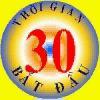 THỜI GIAN
30
BẮT ĐẦU